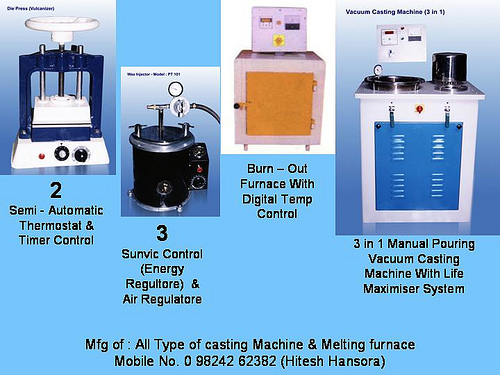 Die Press (Vulcanizer)
2
Semi - Automatic
Thermostat &
Timer Control
Wax Injector - Model : PT 101
3
Sunvic Control
(Energy
Regultore)  &
Air Regulatore
Burn – Out
Furnace With
Digital Temp
Control
Vacuum Casting Machine (3 in 1)
3 in 1 Manual Pouring
Vacuum Casting
Machine With Life
Maximiser System
Mfg of : All Type of casting Machine & Melting furnace
Mobile No. 0 98242 62382 (Hitesh Hansora)